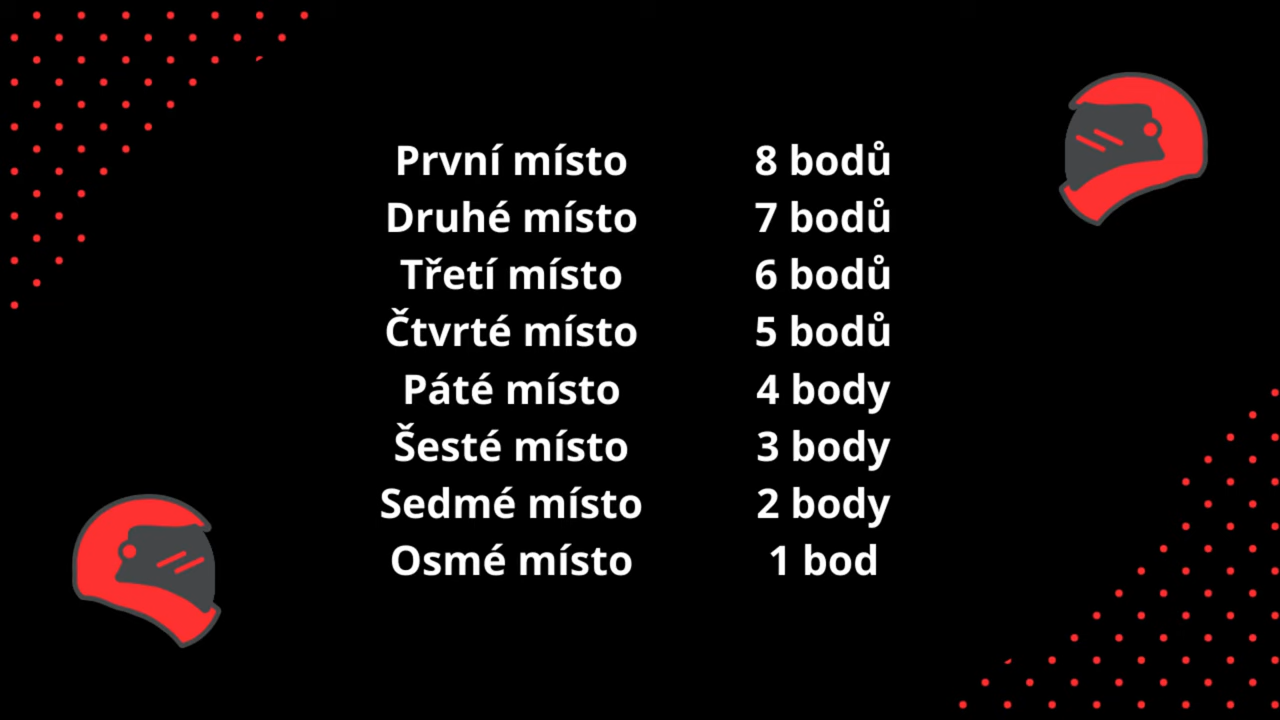 První místo 8 bodů
Druhé místo 7 bodů
Třetí místo 6 bodů
Čtvrté místo 5 bodů
Páté místo 4 body
Šesté místo 3 body
Sedmé místo 2 body
Osmé místo 1 bod